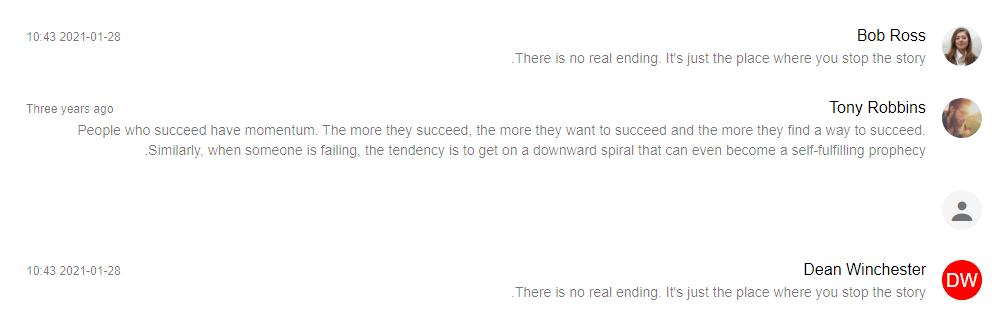 Bob Ross
10:43 2021-01-28
.There is no real ending. It's just the place where you stop the story
Tony Robbins
Three years ago
People who succeed have momentum. The more they succeed, the more they want to succeed and the more they find a way to succeed.
.Similarly, when someone is failing, the tendency is to get on a downward spiral that can even become a self-fulfilling prophecy
Dean Winchester
DW
10:43 2021-01-28
.There is no real ending. It's just the place where you stop the story